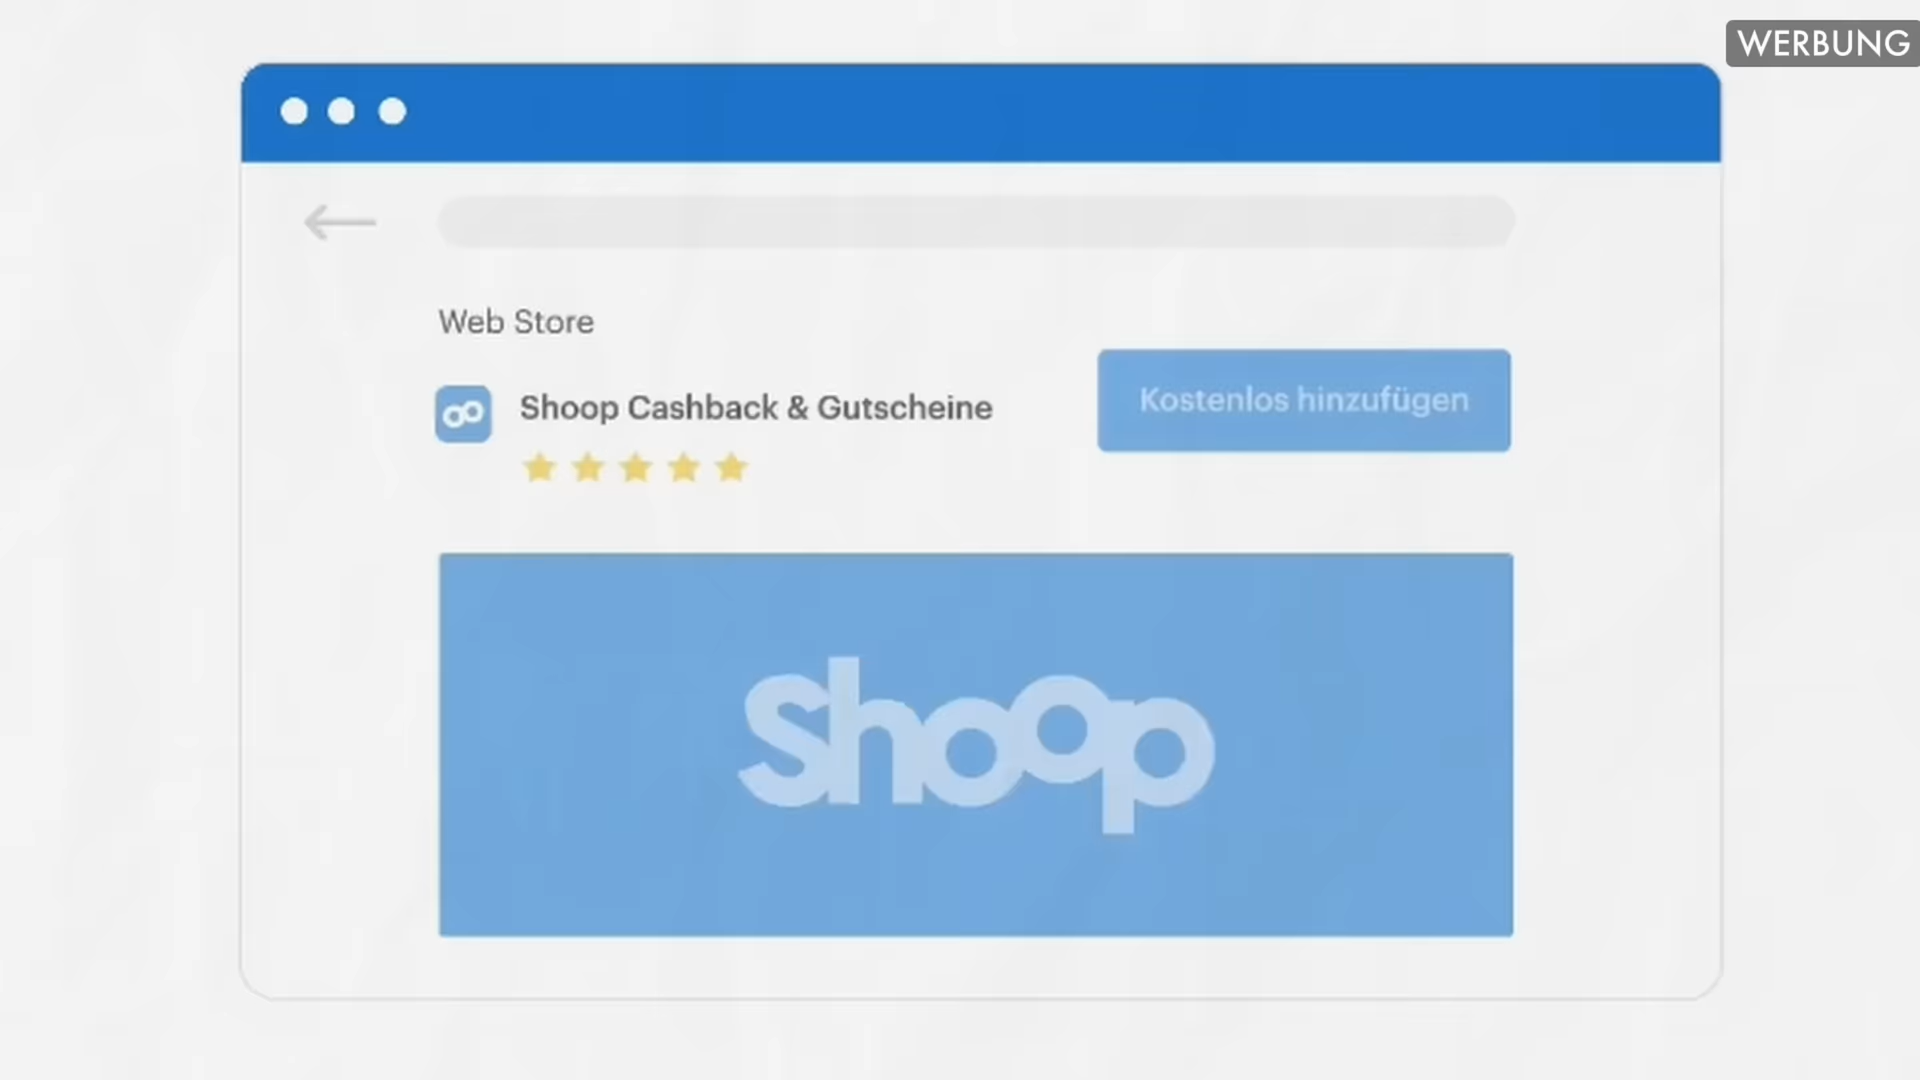 WERBUNG
Web Store
Shoop Cashback & Gutscheine
Kostenlos hinzufügen
Shoop